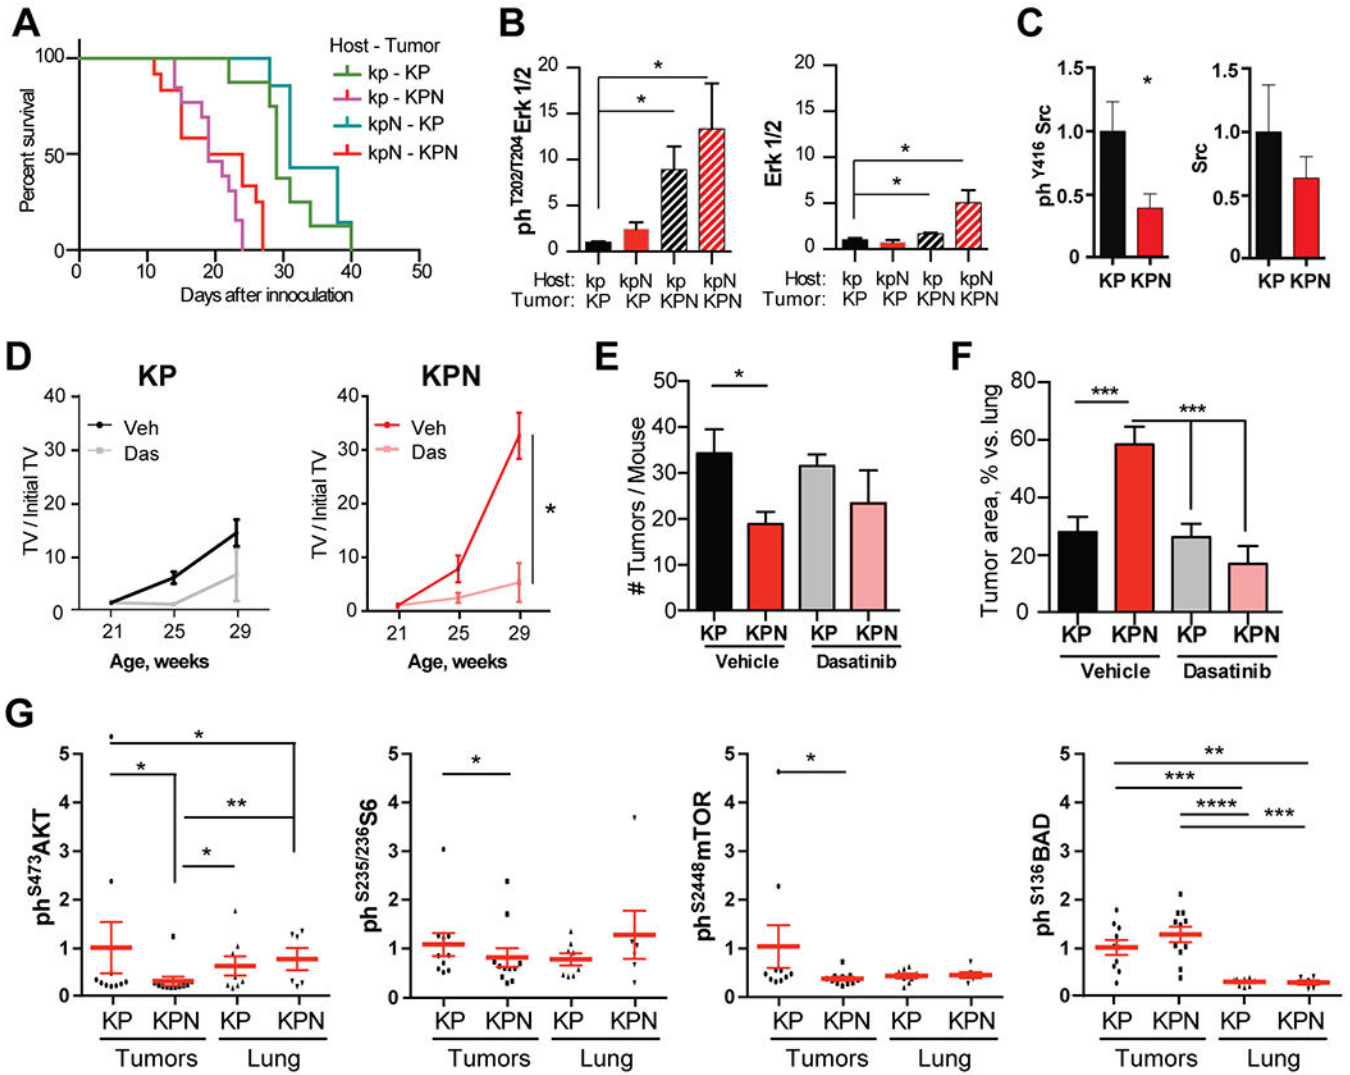 A
Host - Tumor
kp - KP
kp - KPN
kpN - KP
kpN - KPN
Percent survival
100
50
0
0 10 20 30 40 50
Days after innoculation
B
ph T202/T204 Erk 1/2
20
15
10
5
0
*
*
Host: kp kpN kp kpN
Tumor: KP KP KPN KPN
Erk 1/2
20
15
10
5
0
*
*
Host: kp kpN kp kpN
Tumor: KP KP KPN KPN
C
ph Y416 Src
1.5
1.0
0.5
0
*
KP KPN
Src
1.5
1.0
0.5
0
KP KPN
D
KP
TV / Initial TV
40
30
20
10
0
Veh
Das
21 25 29
Age, weeks
KPN
TV / Initial TV
40
30
20
10
0
Veh
Das
*
21 25 29
Age, weeks
E
# Tumors / Mouse
50
40
30
20
10
0
*
KP KPN KP KPN
Vehicle Dasatinib
F
Tumor area, % vs. lung
80
60
40
20
0
*** ***
KP KPN KP KPN
Vehicle Dasatinib
G
ph S473 AKT
5
4
3
2
1
0
*
*
**
*
KP KPN KP KPN
Tumors Lung
ph S235/236 S6
5
4
3
2
1
0
*
KP KPN KP KPN
Tumors Lung
ph S2448 mTOR
5
4
3
2
1
0
*
KP KPN KP KPN
Tumors Lung
ph S136 BAD
5
4
3
2
1
0
**
***
**** ***
KP KPN KP KPN
Tumors Lung